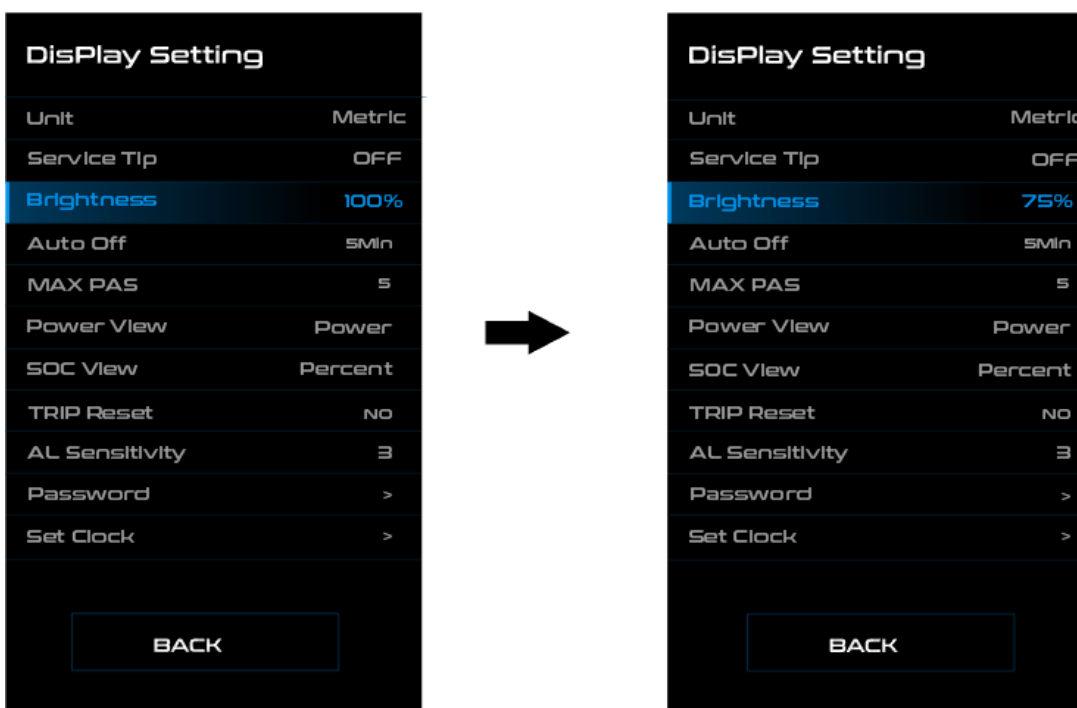 DisPlay Setting
Unit Metric
Service Tip OFF
Brightness 100%
Auto Off 5Min
MAX PAS 5
Power View Power
SOC View Percent
TRIP Reset NO
AL Sensitivity 3
Password >
Set Clock >
BACK
DisPlay Setting
Unit Metric
Service Tip OFF
Brightness 75%
Auto Off 5Min
MAX PAS 5
Power View Power
SOC View Percent
TRIP Reset NO
AL Sensitivity 3
Password >
Set Clock >
BACK